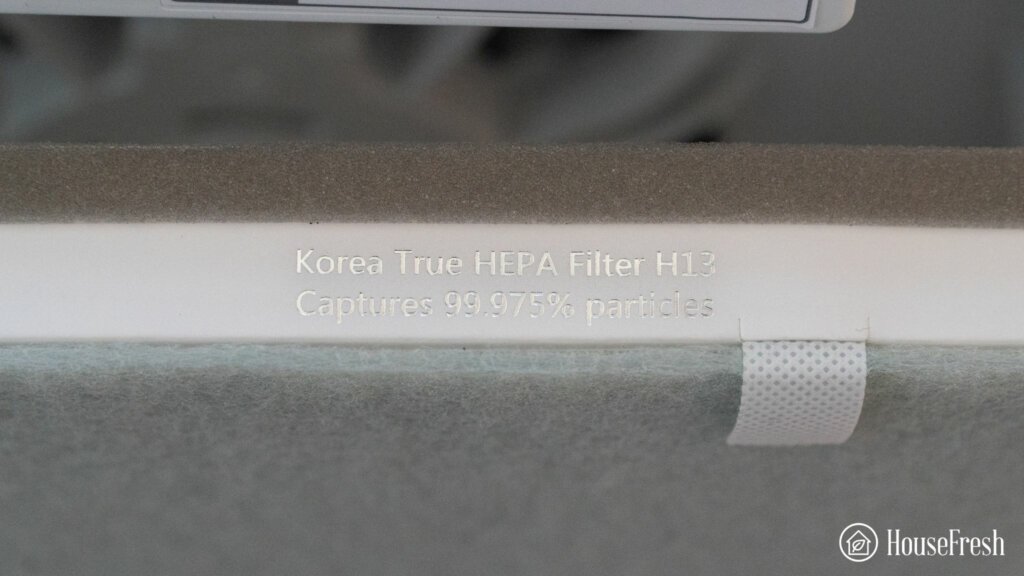 Korea True HEPA Filter H13
Captures 99.975% particles
HouseFresh